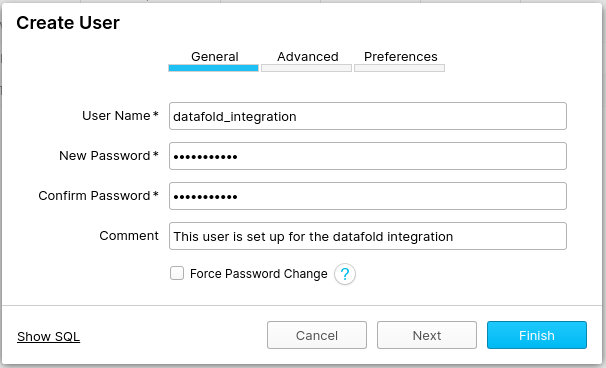 Create User
General Advanced Preferences
User Name * datafold_integration
New Password * •••••••••••
Confirm Password * •••••••••••
Comment This user is set up for the datafold integration
Force Password Change ?
Show SQL Cancel Next Finish